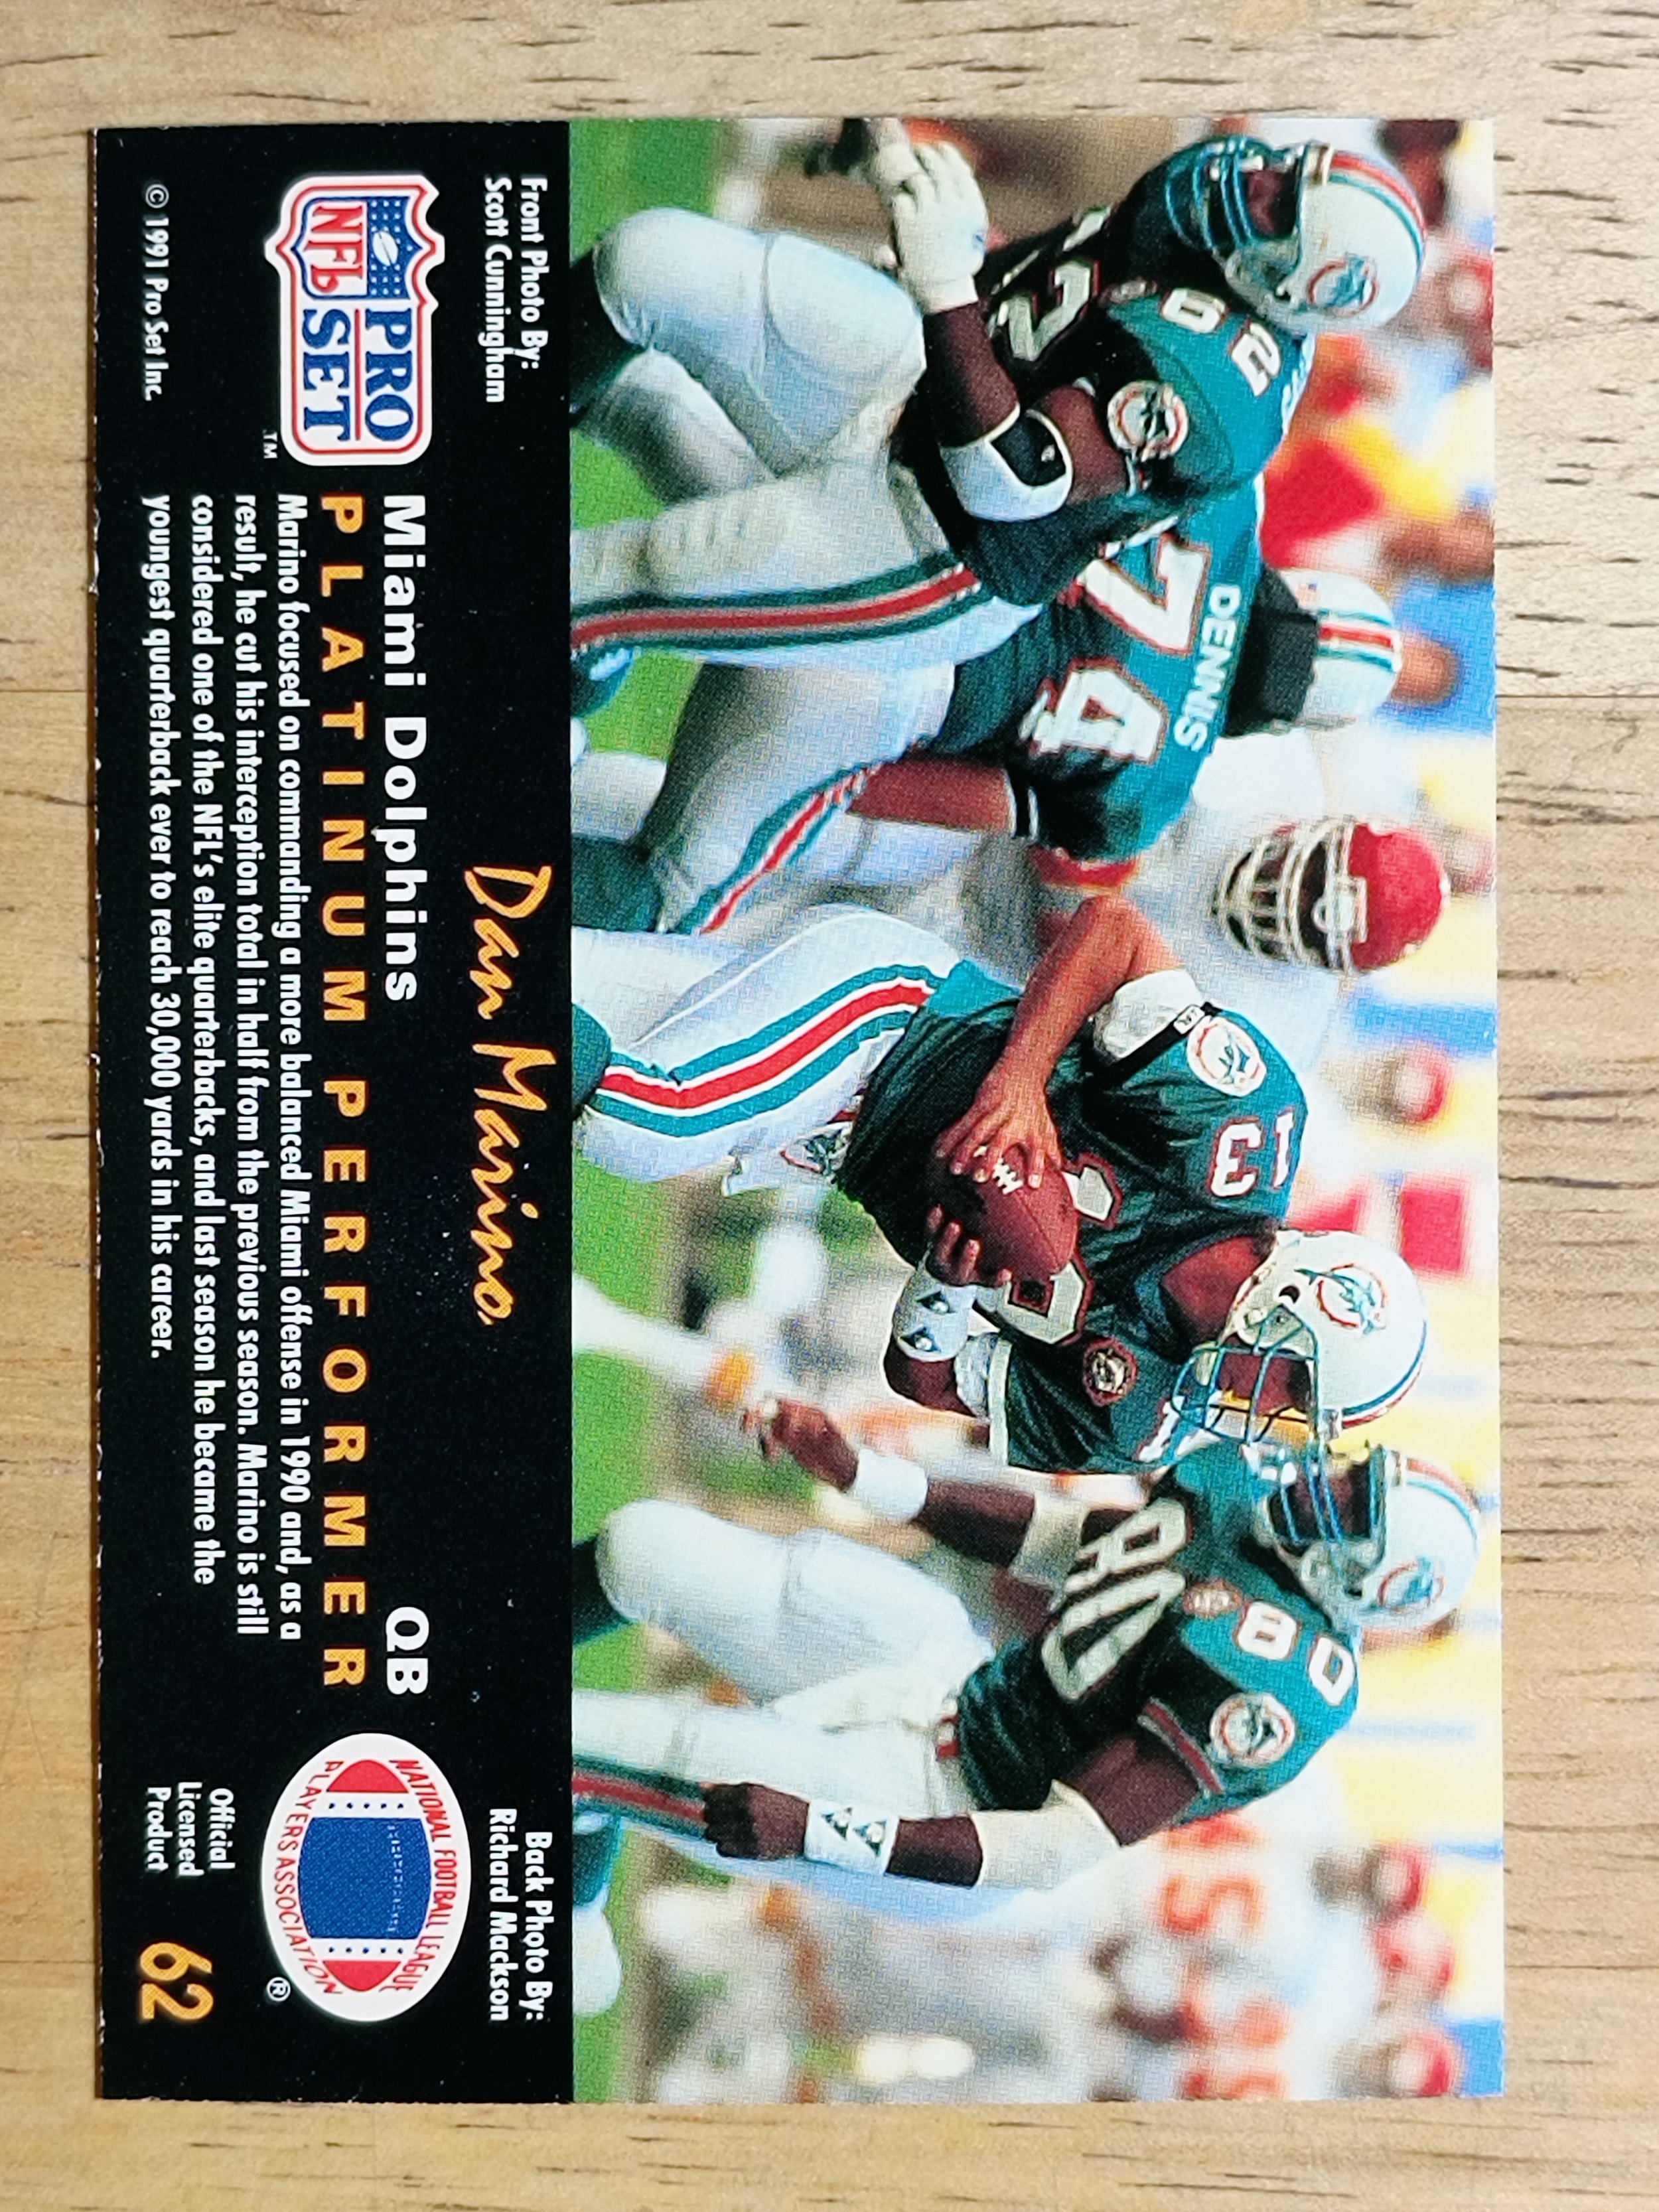 62
DENNIS
74
13
80
80
Front Photo By:
Scott Cunningham
Dan Marino
Back Photo By:
Richard Mackson
PRO
SET
NFL
TM
Miami Dolphins QB
PLATINUM PERFORMER
Marino focused on commanding a more balanced Miami offense in 1990 and, as a
result, he cut his interception total in half from the previous season. Marino is still
considered one of the NFL's elite quarterbacks, and last season he became the
youngest quarterback ever to reach 30,000 yards in his career.
NATIONAL FOOTBALL LEAGUE
PLAYERS ASSOCIATION
®
Official
Licensed
Product
© 1991 Pro Set Inc.
62